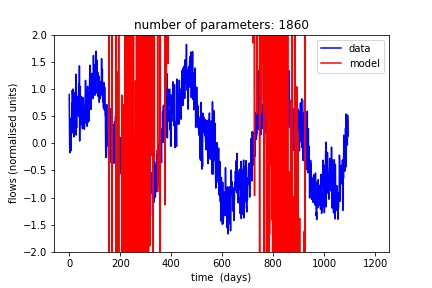 number of parameters: 1860
2.0
1.5
1.0
0.5
0.0
−0.5
−1.0
−1.5
−2.0
flows (normalised units)
data
model
0 200 400 600 800 1000 1200
time (days)